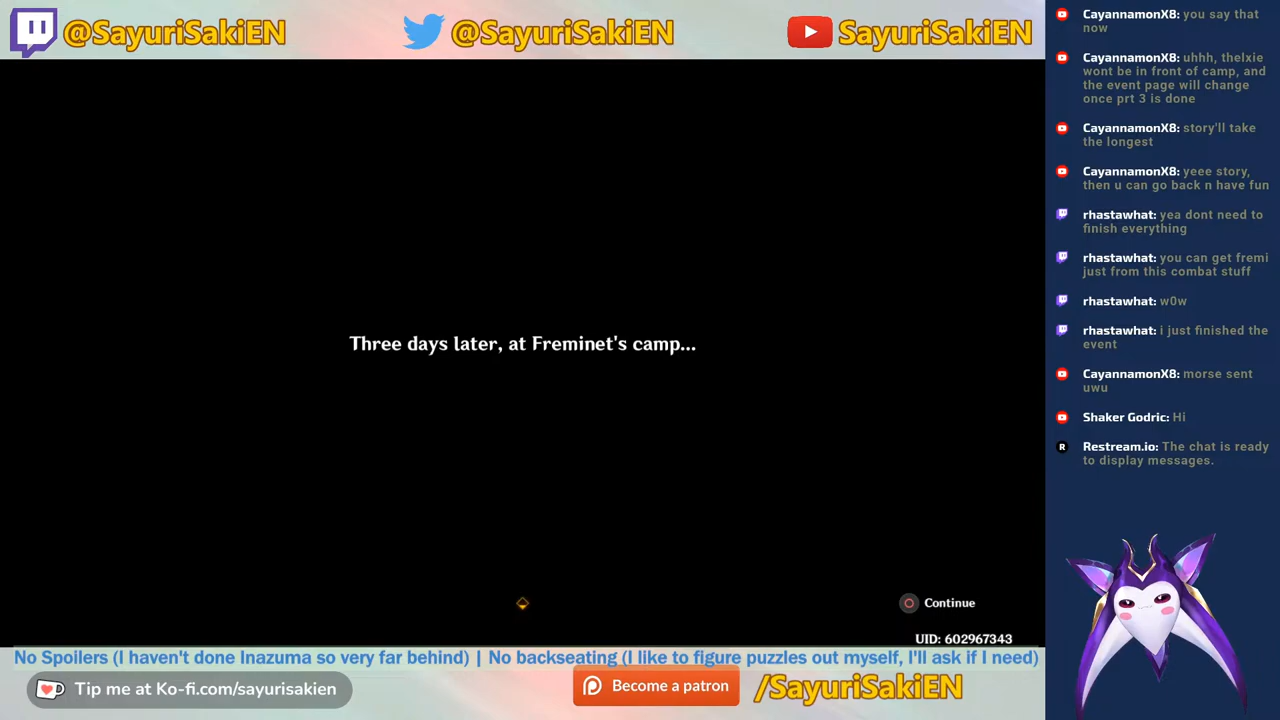 @SayuriSakiEN
@SayuriSakiEN
SayuriSakiEN
Three days later, at Freminet's camp...
Continue
UID: 602967343
CayannamonX8: you say that
now
CayannamonX8: uhhh, thelxie
wont be in front of camp, and
the event page will change
once prt 3 is done
CayannamonX8: story'll take
the longest
CayannamonX8: yeee story,
then u can go back n have fun
rhastawhat: yea dont need to
finish everything
rhastawhat: you can get fremi
just from this combat stuff
rhastawhat: w0w
rhastawhat: i just finished the
event
CayannamonX8: morse sent
uwu
Shaker Godric: Hi
R
Restream.io: The chat is ready
to display messages.
No Spoilers (I haven't done Inazuma so very far behind) | No backseating (I like to figure puzzles out myself, I'll ask if I need)
Tip me at Ko-fi.com/sayurisakien
Become a patron
/SayuriSakiEN